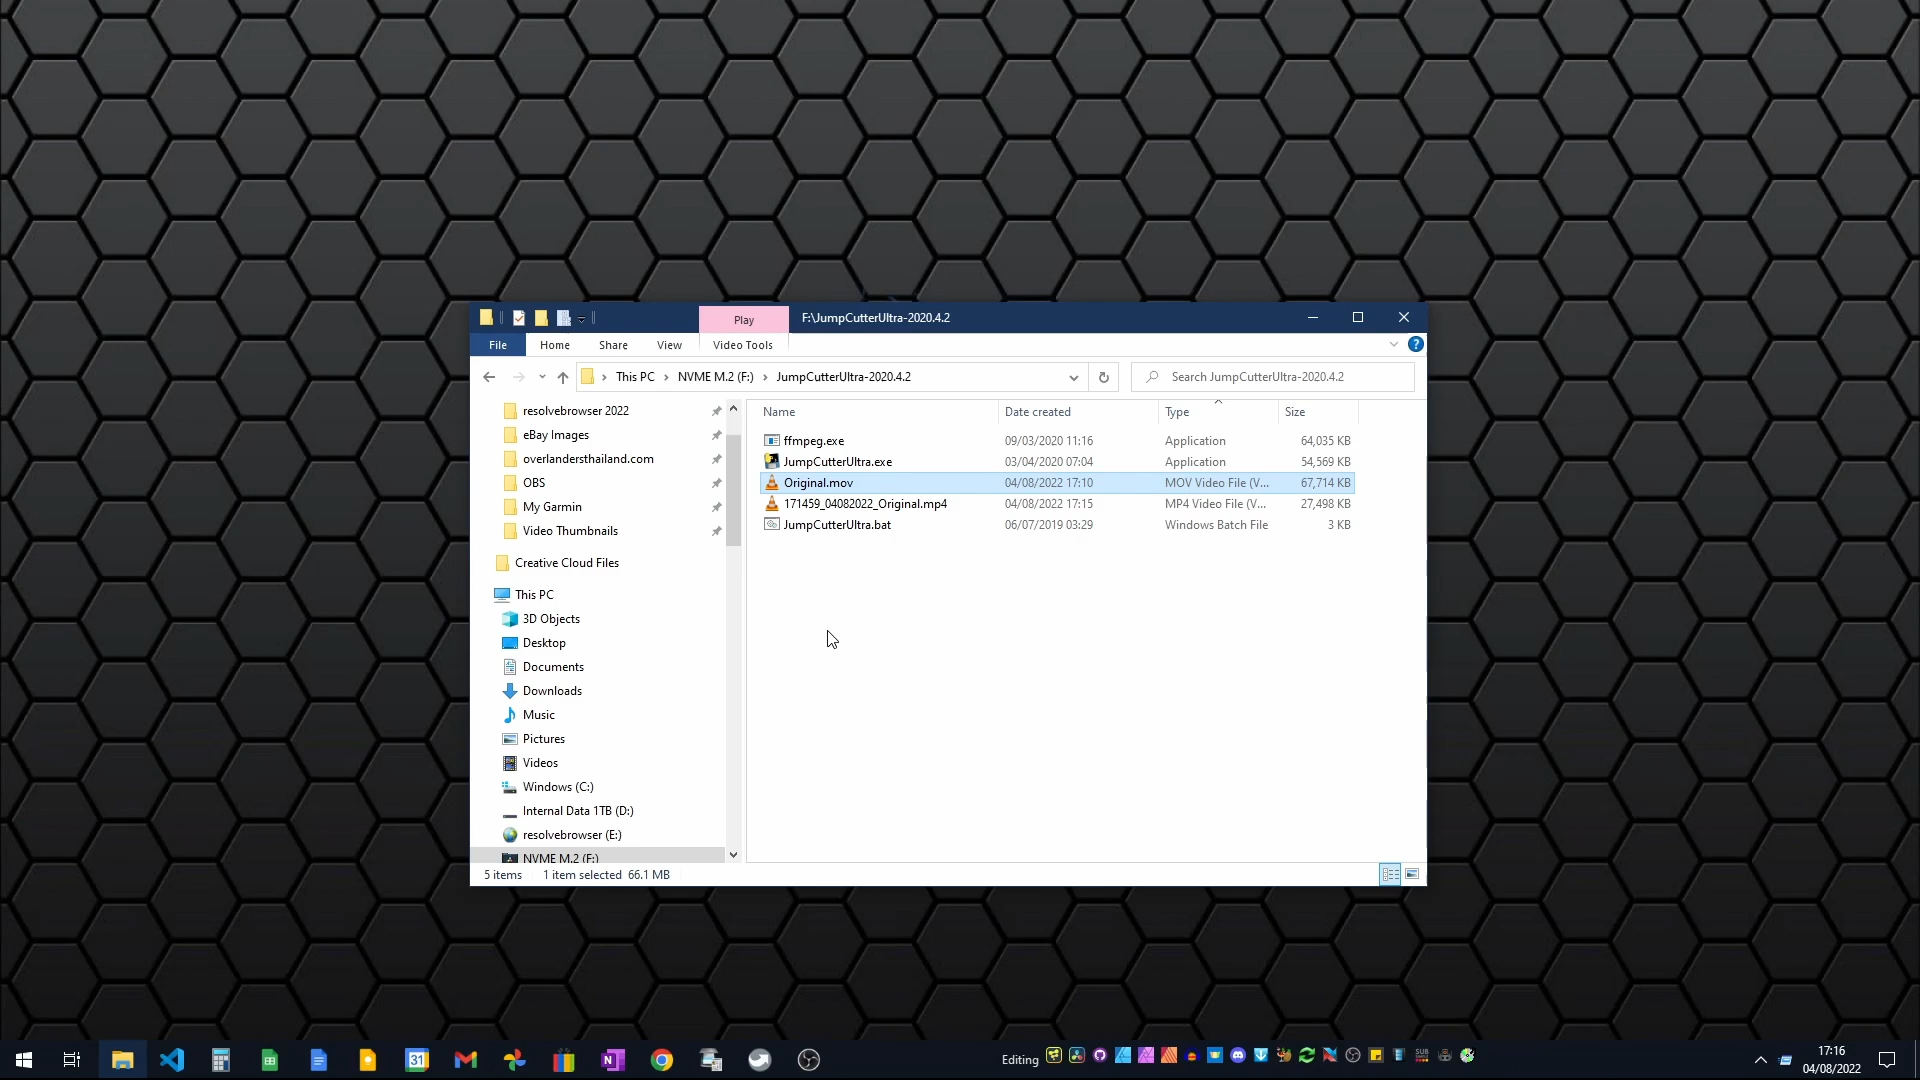 Play
F:\JumpCutterUltra-2020.4.2
File Home Share View Video Tools
This PC NVME M.2 (F:) JumpCutterUltra-2020.4.2
Search JumpCutterUltra-2020.4.2
resolvebrowser 2022
eBay Images
overlandersthailand.com
OBS
My Garmin
Video Thumbnails
Creative Cloud Files
This PC
3D Objects
Desktop
Documents
Downloads
Music
Pictures
Videos
Windows (C:)
Internal Data 1TB (D:)
resolvebrowser (E:)
NVME M.2 (F:)
Name Date created Type Size
ffmpeg.exe 09/03/2020 11:16 Application 64,035 KB
JumpCutterUltra.exe 03/04/2020 07:04 Application 54,569 KB
Original.mov 04/08/2022 17:10 MOV Video File (V... 67,714 KB
171459_04082022_Original.mp4 04/08/2022 17:15 MP4 Video File (V... 27,498 KB
JumpCutterUltra.bat 06/07/2019 03:29 Windows Batch File 3 KB
5 items 1 item selected 66.1 MB
31
Editing
17:16
04/08/2022